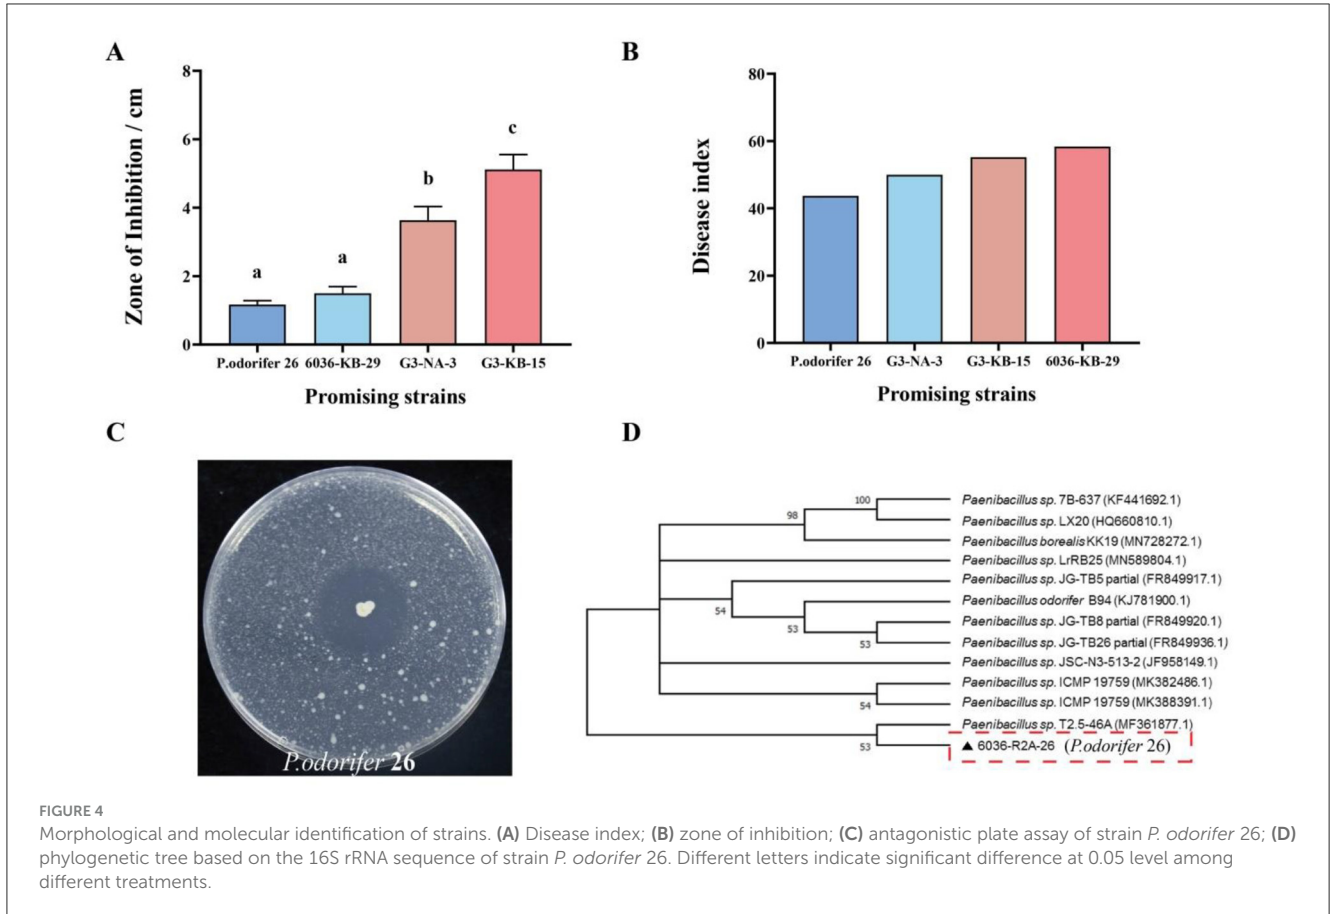 A
8
6
4
2
0
Zone of Inhibition / cm
a
a
b
c
P.odorifer 26
6036-KB-29
G3-NA-3
G3-KB-15
Promising strains
B
80
60
40
20
0
Disease index
P.odorifer 26
G3-NA-3
G3-KB-15
6036-KB-29
Promising strains
C
P.odorifer 26
D
100
98
54
53
53
54
53
Paenibacillus sp. 7B-637 (KF441692.1)
Paenibacillus sp. LX20 (HQ660810.1)
Paenibacillus borealis KK19 (MN728272.1)
Paenibacillus sp. LrRB25 (MN589804.1)
Paenibacillus sp. JG-TB5 partial (FR849917.1)
Paenibacillus odorifer B94 (KJ781900.1)
Paenibacillus sp. JG-TB8 partial (FR849920.1)
Paenibacillus sp. JG-TB26 partial (FR849936.1)
Paenibacillus sp. JSC-N3-513-2 (JF958149.1)
Paenibacillus sp. ICMP 19759 (MK382486.1)
Paenibacillus sp. ICMP 19759 (MK388391.1)
Paenibacillus sp. T2.5-46A (MF361877.1)
▲ 6036-R2A-26 (P.odorifer 26)
FIGURE 4
Morphological and molecular identification of strains. (A) Disease index; (B) zone of inhibition; (C) antagonistic plate assay of strain P. odorifer 26; (D)
phylogenetic tree based on the 16S rRNA sequence of strain P. odorifer 26. Different letters indicate significant difference at 0.05 level among
different treatments.